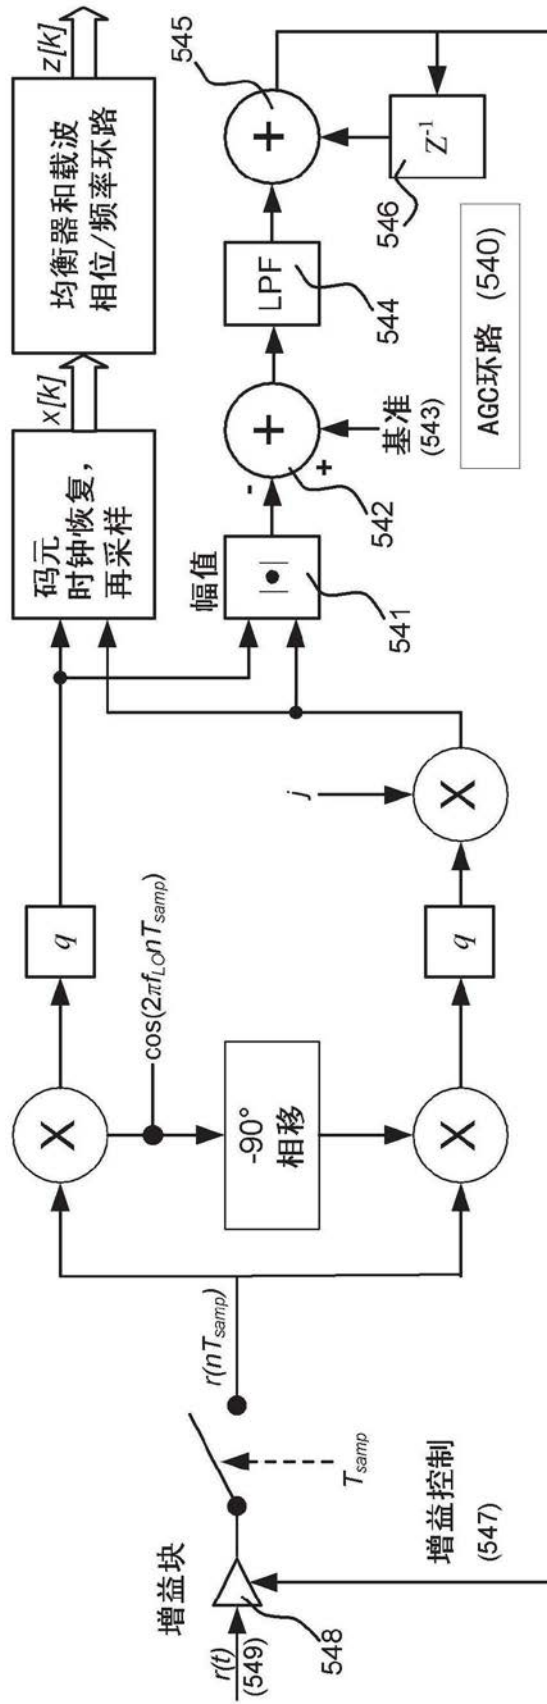 增益块
r(t)
(549)
548
增益控制
(547)
T_samp
r(nT_samp)
X
cos(2πf_LO nT_samp)
-90°
相移
X
q
q
j
X
码元
时钟恢复，
再采样
x[k]
均衡器和载波
相位/频率环路
z[k]
幅值
|●|
541
-
+
+
542
基准
(543)
LPF
544
+
545
Z⁻¹
546
AGC环路 (540)